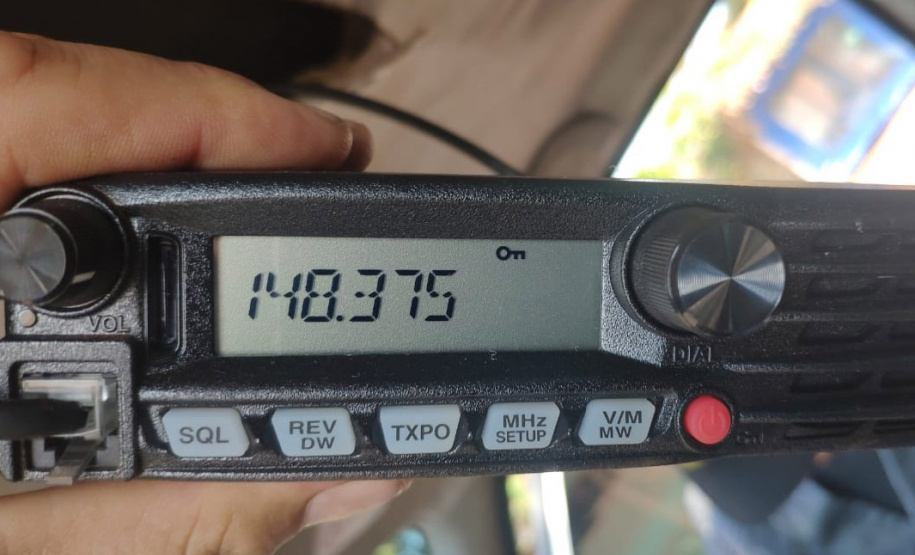 148.375
VOL
DIAL
SQL
REV
DW
TXPO
MHz
SETUP
V/M
MW